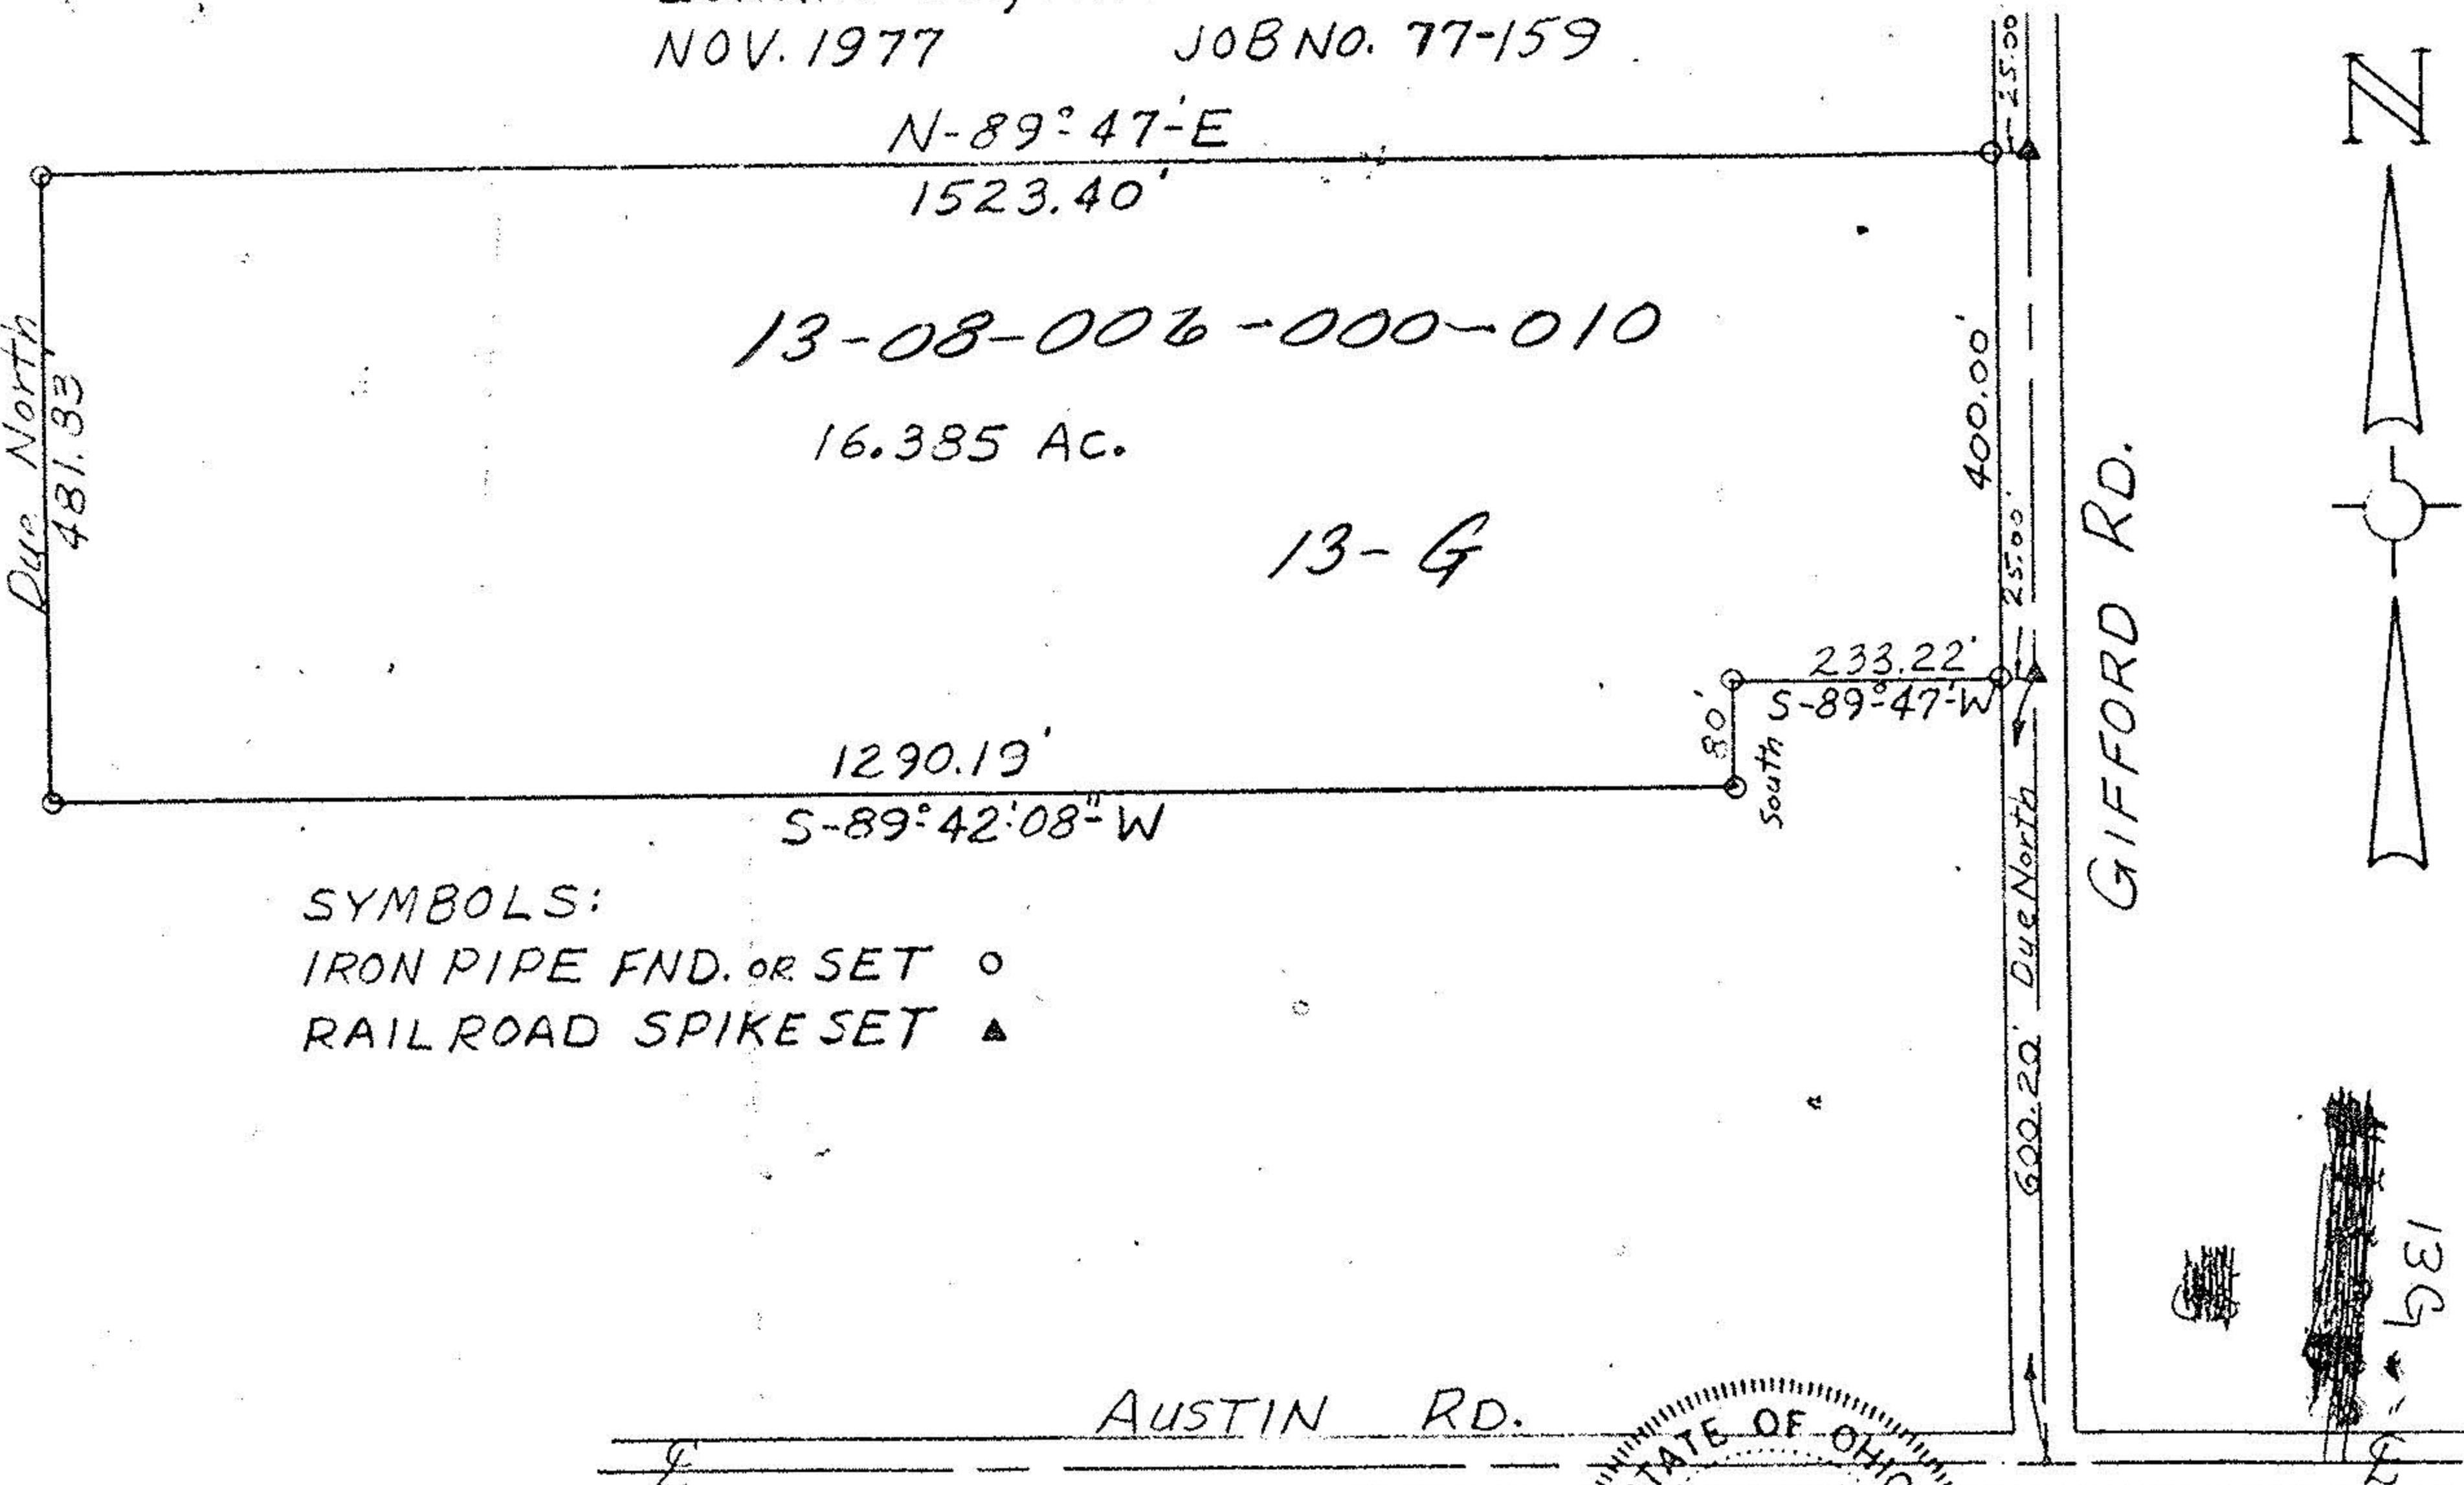 NOV. 1977 JOB NO. 77-159
25.00
N
N-89°47'-E
1523.40'
Due North
481.83
13-08-006-000-010
16.385 Ac.
13-G
400.00'
25.00'
GIFFORD RD.
233.22'
S-89°47'-W
80'
South
1290.19'
S-89°42'08"-W
Due North
600.20'
SYMBOLS:
IRON PIPE FND. OR SET
RAILROAD SPIKE SET
13G
AUSTIN RD.
STATE OF OHIO
℄
℄